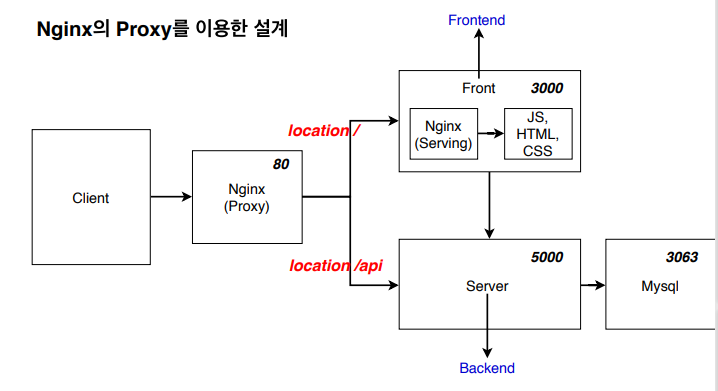 Nginx의 Proxy를 이용한 설계
Frontend
Front
3000
Nginx
(Serving)
JS,
HTML,
CSS
location /
Client
80
Nginx
(Proxy)
location /api
5000
Server
3063
Mysql
Backend